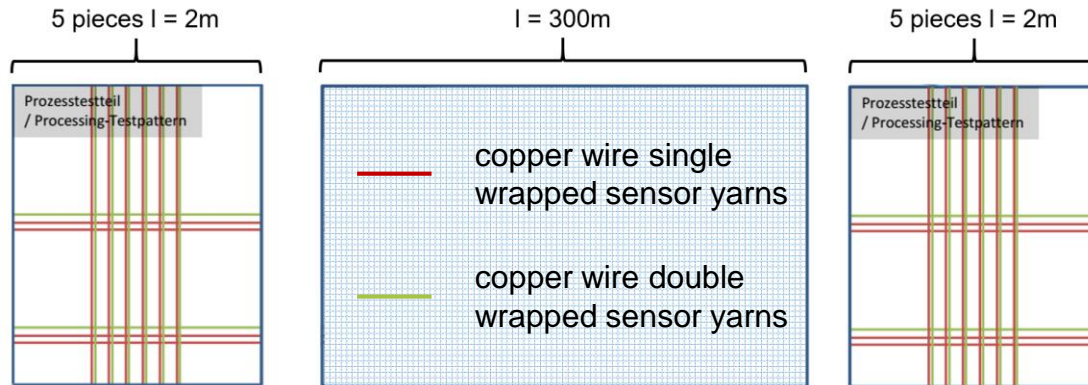 5 pieces l = 2m
l = 300m
5 pieces l = 2m
Prozesstestteil
/ Processing-Testpattern
copper wire single
wrapped sensor yarns
copper wire double
wrapped sensor yarns
Prozesstestteil
/ Processing-Testpattern